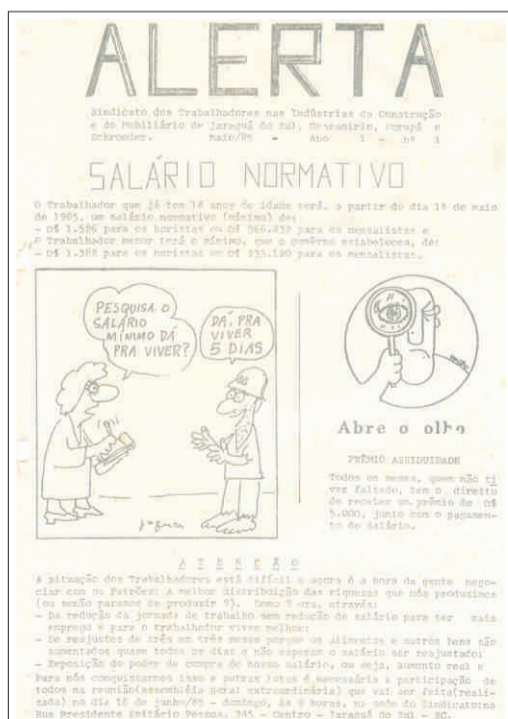 ALERTA
Sindicato dos Trabalhadores nas Indústrias da Construção
e do Mobiliário de Jaraguá do Sul, Guaramirim, Corupá e
Schroeder. maio/85 - Ano 1 - nº 1
SALÁRIO NORMATIVO
O Trabalhador que já tem 18 anos de idade terá, a partir do dia 1º de maio
de 1985, um salário normativo (mínimo) de:
- 1.586 para os horistas ou para os mensalistas e
O Trabalhador menor terá o mínimo, que o govêrno estabelece, de:
- 1.388 para os horistas ou para os mensalistas.
PESQUISA. O
SALÁRIO
MÍNIMO DÁ
PRA VIVER?
DÁ. PRA
VIVER
5 DIAS
Abre o olho
PRÊMIO ASSIDUIDADE
Todos os meses, quem não ti
ver faltado, tem o direito
de receber um prêmio de
5.000, junto com o pagamen
to de salário.
ATENÇÃO
A situação dos Trabalhadores está difícil e agora é a hora da gente nego-
ciar com os Patrões: A melhor distribuição das riquezas que nós produzimos
(ou senão paramos de produzir ?). Como ? Ora, através:
- Da redução da jornada de trabalho sem redução de salário para ter mais
emprego e para o trabalhador viver melhor;
- De reajustes de três em três meses porque os Alimentos e outros bens são
aumentados quase todos os dias e não esperam o salário ser reajustado;
- Reposição do poder de compra do nosso salário, ou seja, aumento real e
Para nós conquistarmos isso e outras lutas é necessária a participação de
todos na reunião(assembléia geral extraordinária) que vai ser feita(reali-
zada) no dia 16 de junho/85 - domingo, às 9 horas, na sede do Sindicato:na
Rua Presidente Epitácio Pessoa, 345 - Centro - Jaraguá do Sul - SC.